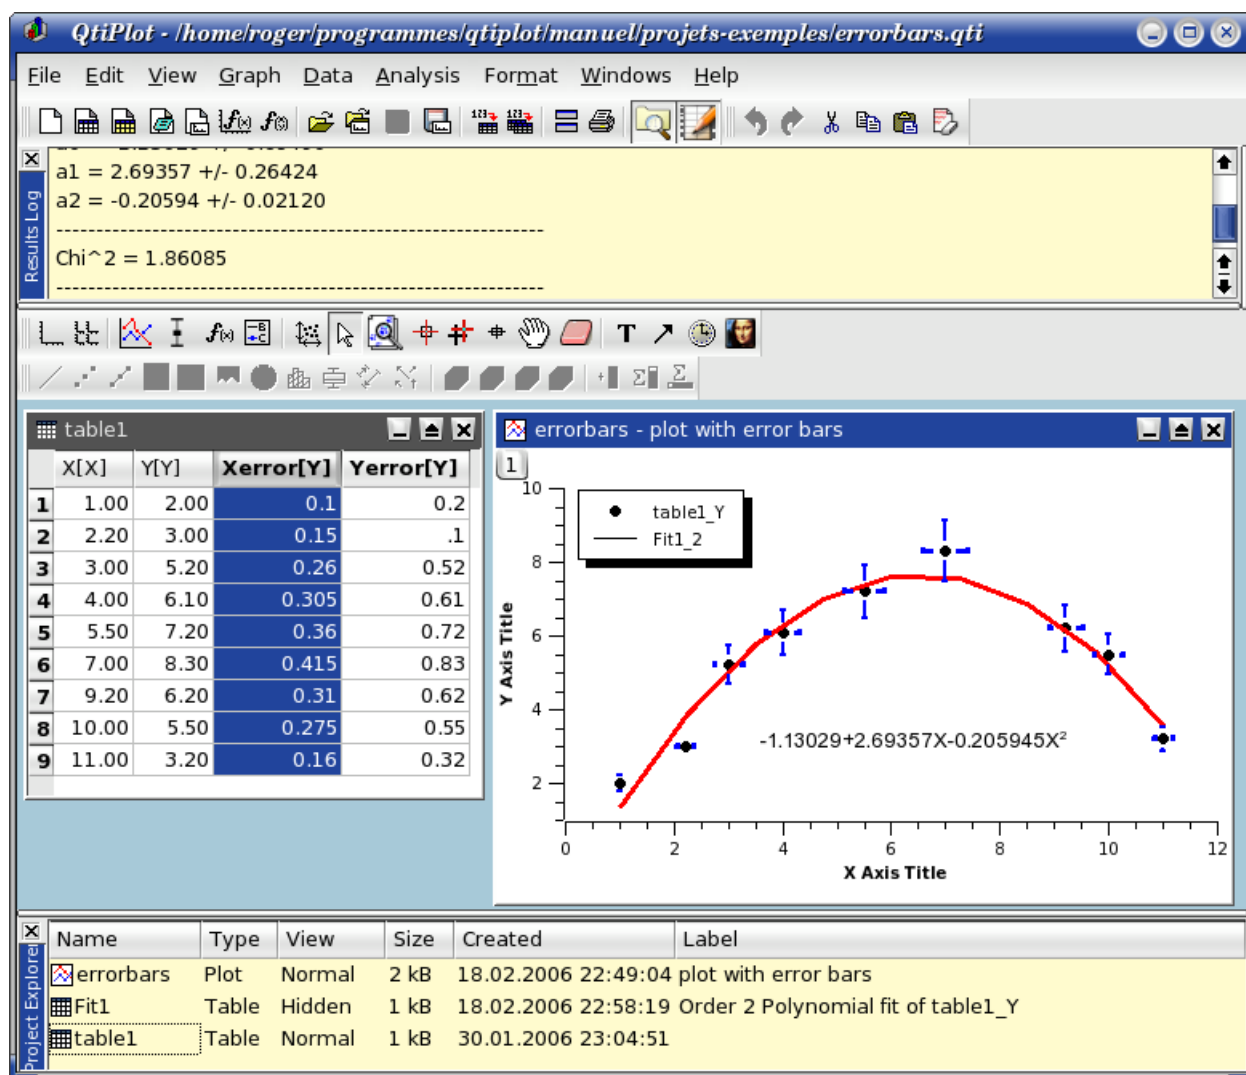 QtiPlot - /home/roger/programmes/qtiplot/manuel/projets-exemples/errorbars.qti
File Edit View Graph Data Analysis Format Windows Help
Results Log
a1 = 2.69357 +/- 0.26424
a2 = -0.20594 +/- 0.02120
Chi^2 = 1.86085
table1
X[X] Y[Y] Xerror[Y] Yerror[Y]
1 1.00 2.00 0.1 0.2
2 2.20 3.00 0.15 .1
3 3.00 5.20 0.26 0.52
4 4.00 6.10 0.305 0.61
5 5.50 7.20 0.36 0.72
6 7.00 8.30 0.415 0.83
7 9.20 6.20 0.31 0.62
8 10.00 5.50 0.275 0.55
9 11.00 3.20 0.16 0.32
errorbars - plot with error bars
1
table1_Y
Fit1_2
Y Axis Title
10
8
6
4
2
-1.13029+2.69357X-0.205945X²
0 2 4 6 8 10 12
X Axis Title
Project Explorer
Name Type View Size Created Label
errorbars Plot Normal 2 kB 18.02.2006 22:49:04 plot with error bars
Fit1 Table Hidden 1 kB 18.02.2006 22:58:19 Order 2 Polynomial fit of table1_Y
table1 Table Normal 1 kB 30.01.2006 23:04:51